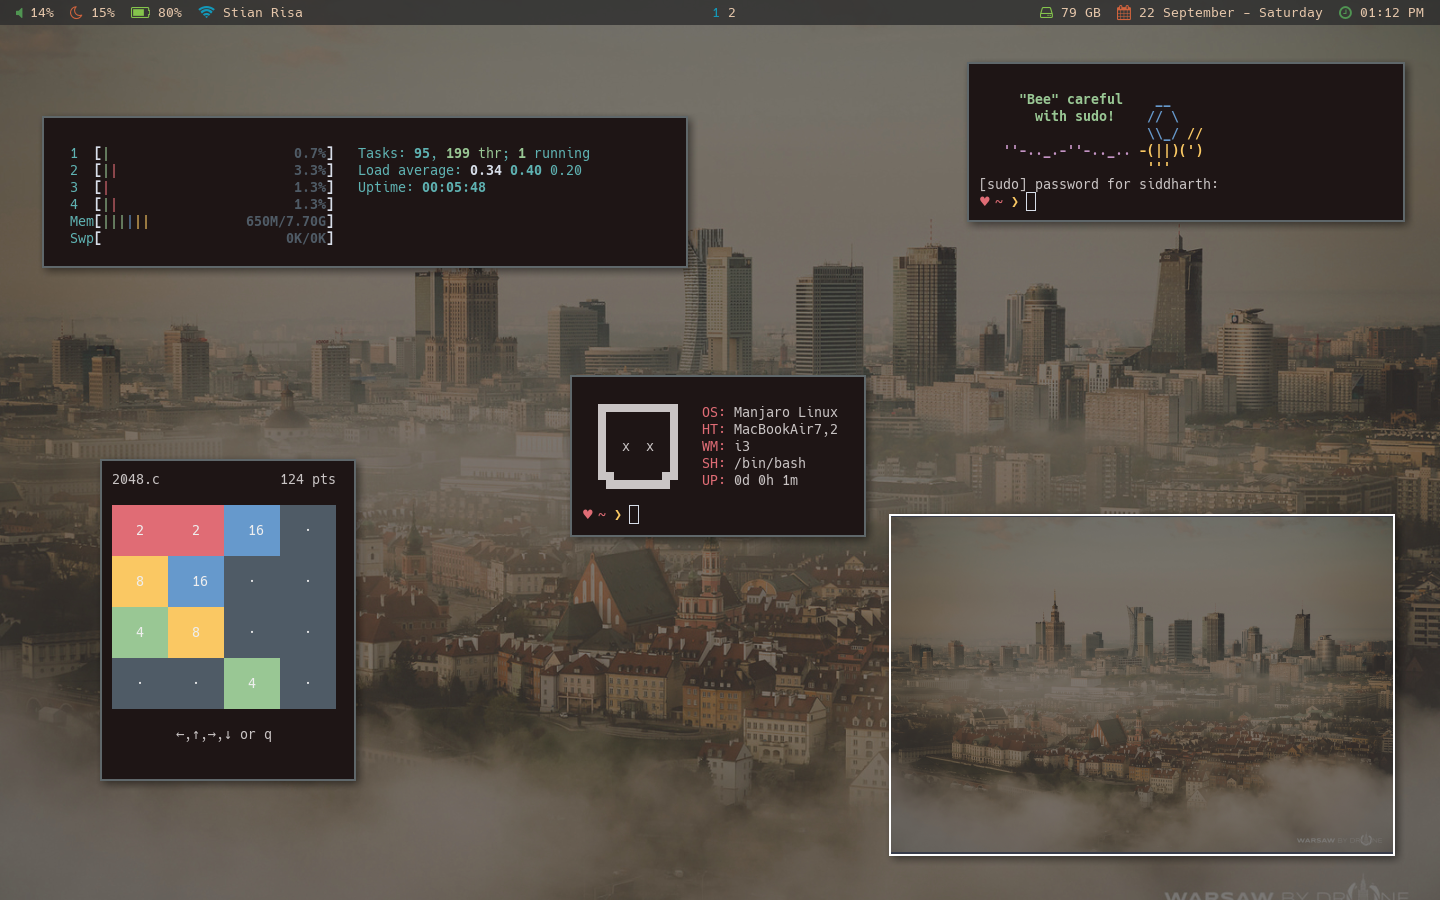 14% 15% 80% Stian Risa
1 2
79 GB 22 September - Saturday 01:12 PM
1 [| 0.7%]
2 [|| 3.3%]
3 [| 1.3%]
4 [|| 1.3%]
Mem[|||||| 650M/7.70G]
Swp[ 0K/0K]
Tasks: 95, 199 thr; 1 running
Load average: 0.34 0.40 0.20
Uptime: 00:05:48
"Bee" careful
with sudo!
[sudo] password for siddharth:
♥ ~ ❯
OS: Manjaro Linux
HT: MacBookAir7,2
WM: i3
SH: /bin/bash
UP: 0d 0h 1m
x x
♥ ~ ❯
2048.c 124 pts
2 2 16 ·
8 16 · ·
4 8 · ·
· · 4 ·
←,↑,→,↓ or q
WARSAW BY DRONE
WARSAW BY DRONE